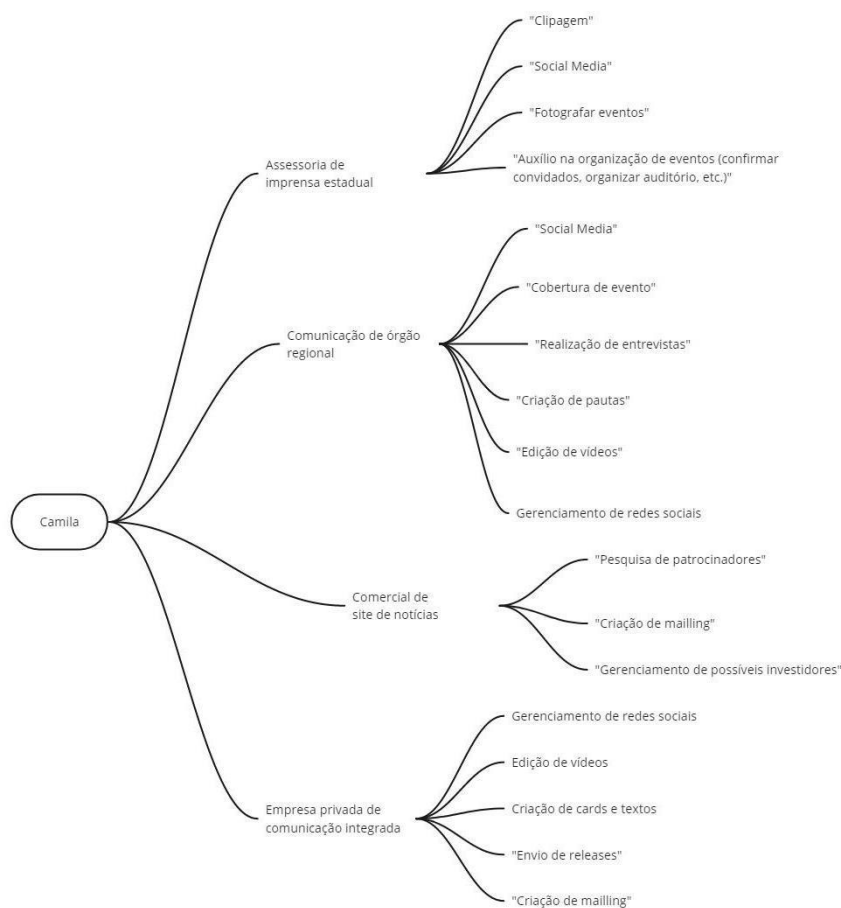 Camila
Assessoria de
imprensa estadual
"Clipagem"
"Social Media"
"Fotografar eventos"
"Auxílio na organização de eventos (confirmar
convidados, organizar auditório, etc.)"
Comunicação de órgão
regional
"Social Media"
"Cobertura de evento"
"Realização de entrevistas"
"Criação de pautas"
"Edição de vídeos"
Gerenciamento de redes sociais
Comercial de
site de notícias
"Pesquisa de patrocinadores"
"Criação de mailling"
"Gerenciamento de possíveis investidores"
Empresa privada de
comunicação integrada
Gerenciamento de redes sociais
Edição de vídeos
Criação de cards e textos
"Envio de releases"
"Criação de mailling"